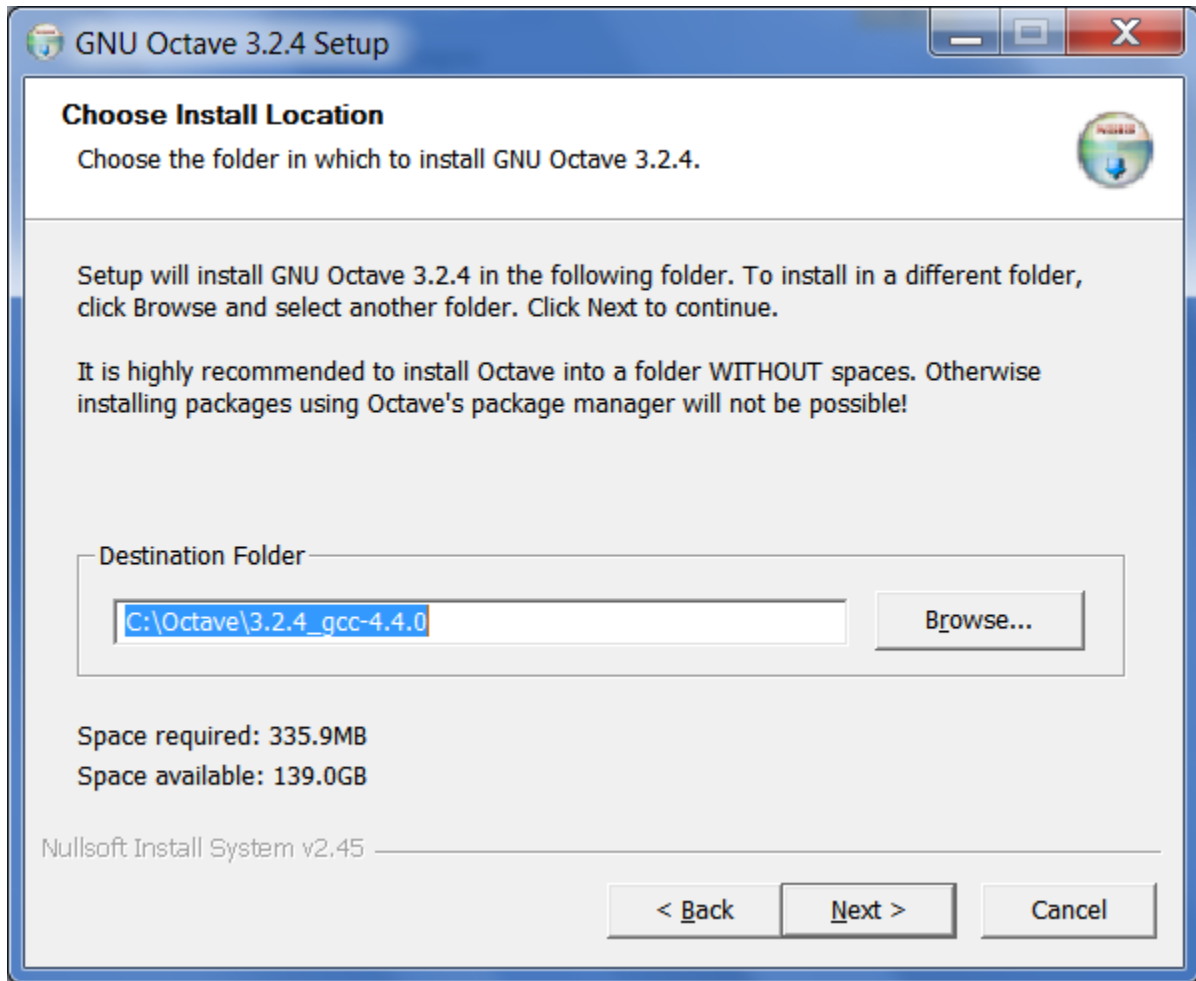 GNU Octave 3.2.4 Setup
Choose Install Location
Choose the folder in which to install GNU Octave 3.2.4.
Setup will install GNU Octave 3.2.4 in the following folder. To install in a different folder,
click Browse and select another folder. Click Next to continue.
It is highly recommended to install Octave into a folder WITHOUT spaces. Otherwise
installing packages using Octave's package manager will not be possible!
Destination Folder
C:\Octave\3.2.4_gcc-4.4.0
Browse...
Space required: 335.9MB
Space available: 139.0GB
Nullsoft Install System v2.45
< Back
Next >
Cancel